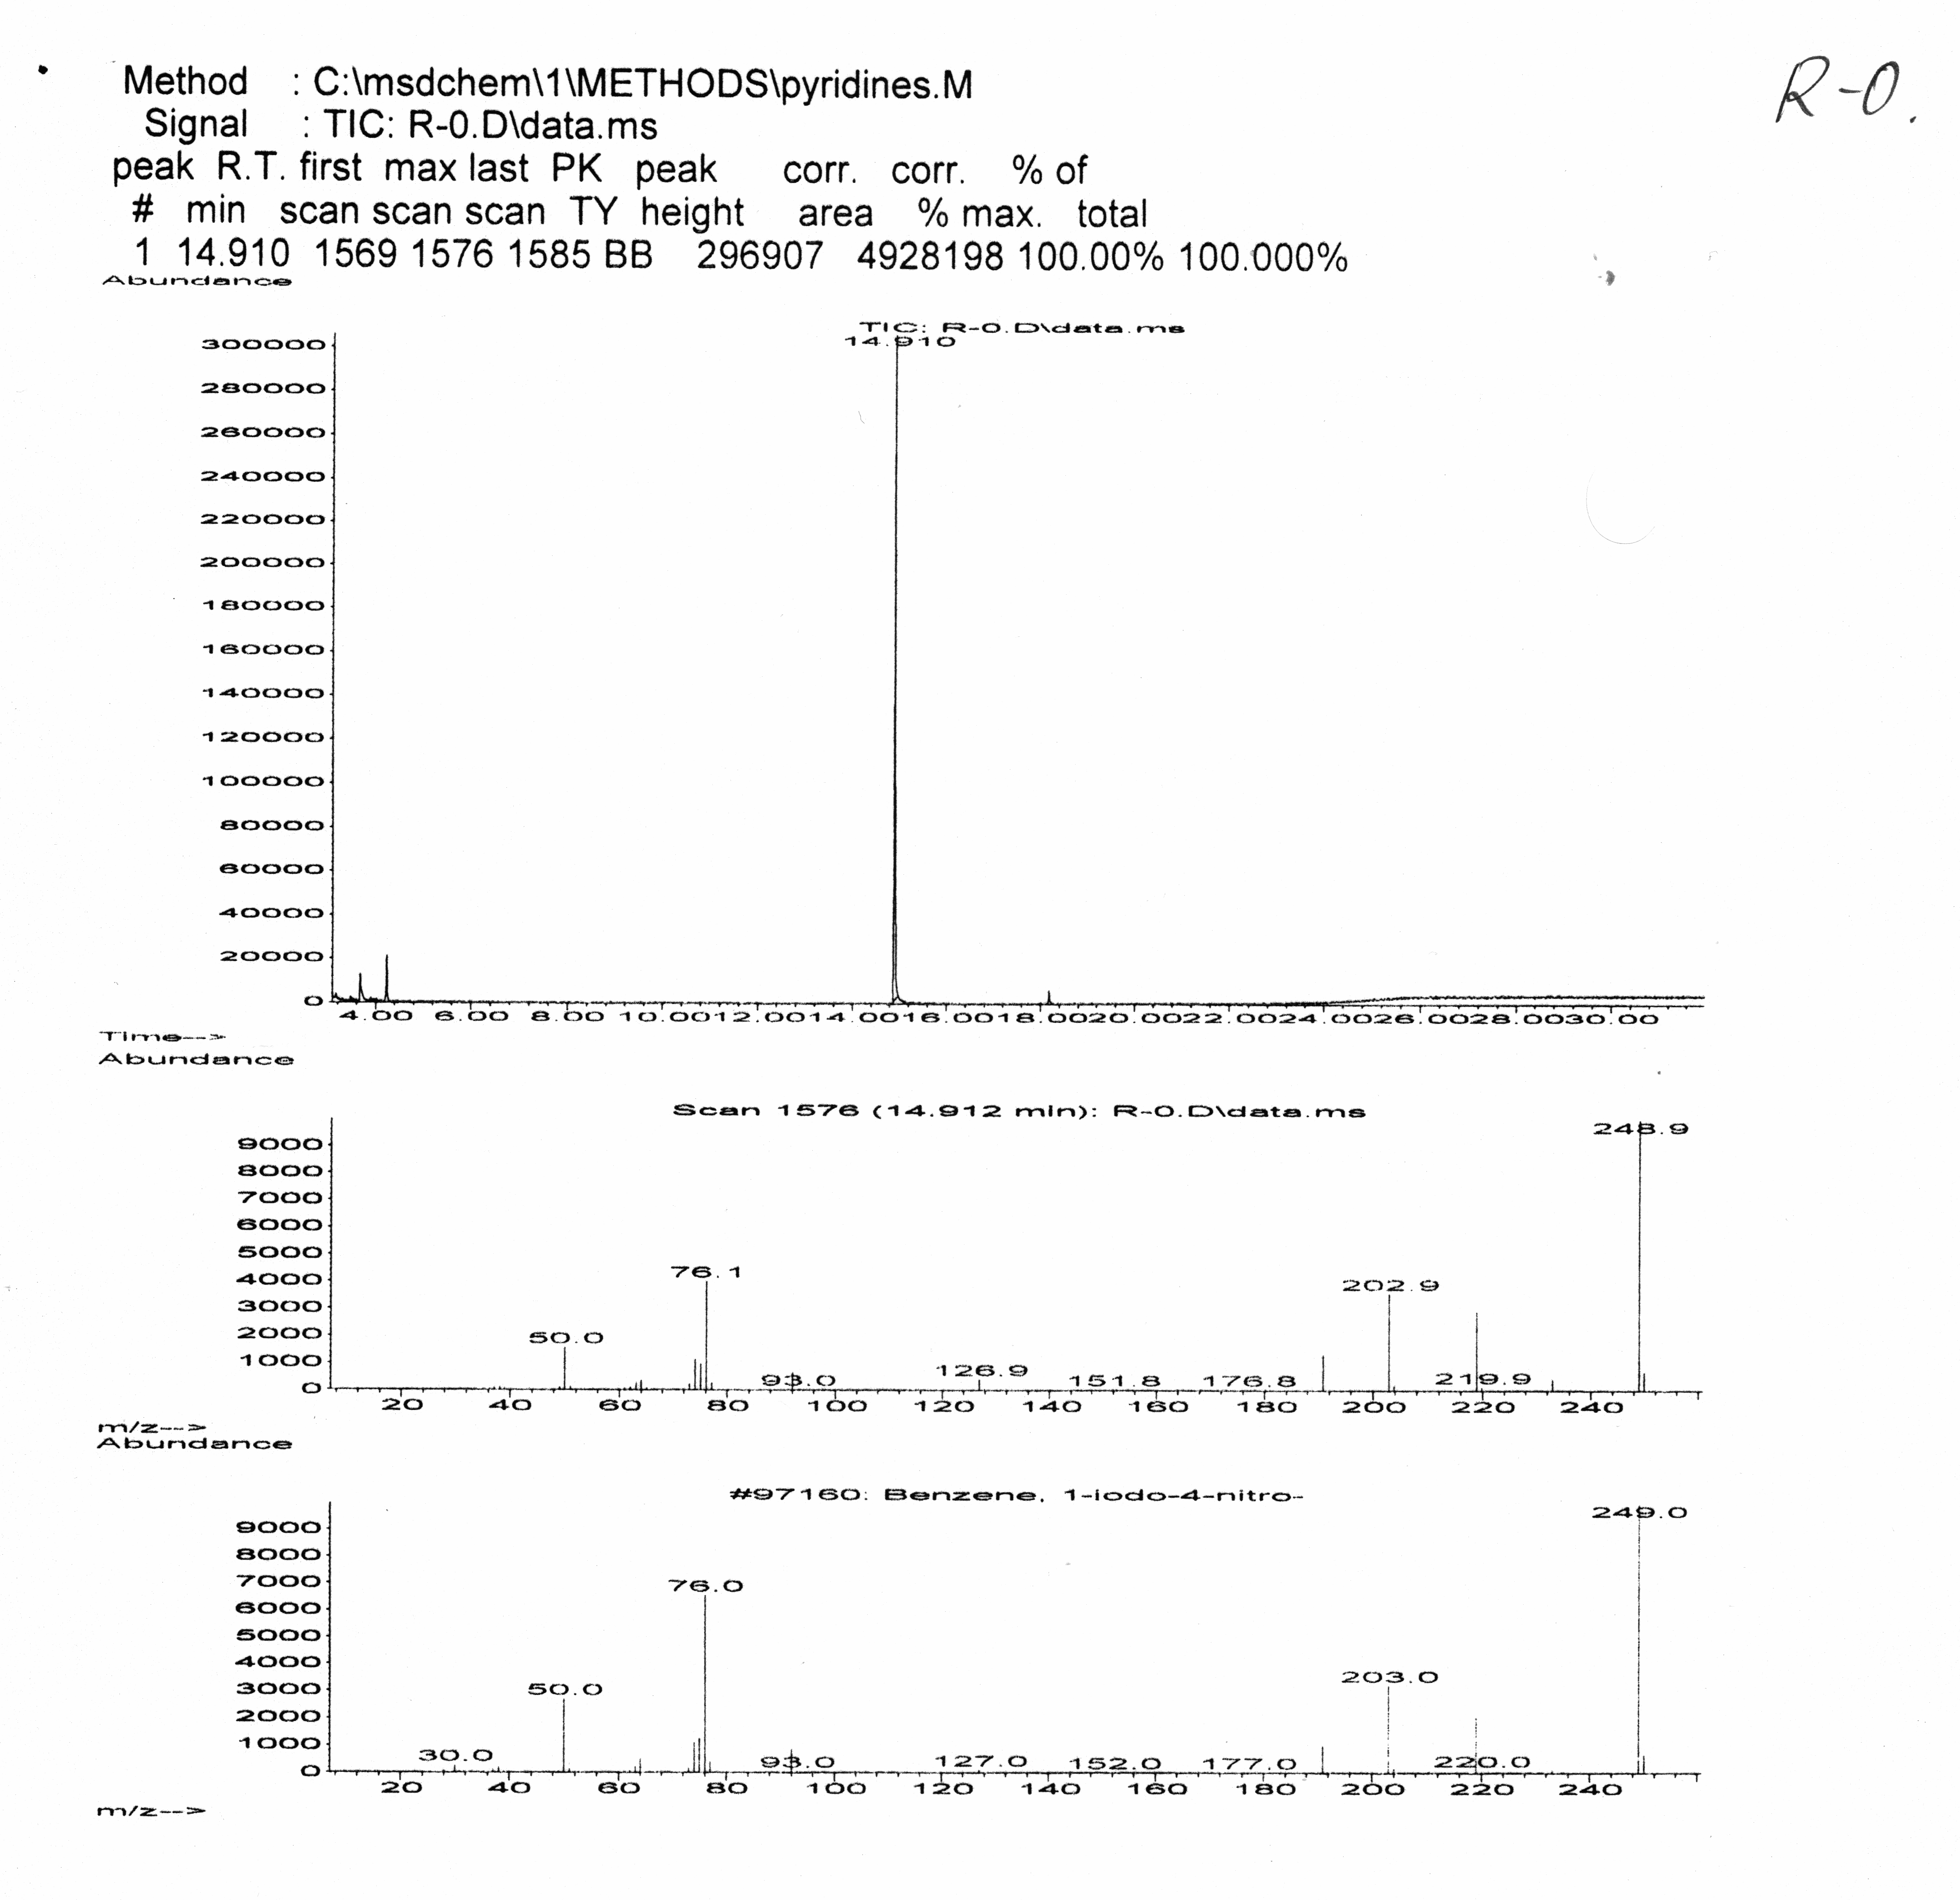 R-0.
Method : C:\msdchem\1\METHODS\pyridines.M
Signal : TIC: R-0.D\data.ms
peak R.T. first max last PK peak corr. corr. % of
# min scan scan scan TY height area % max. total
1 14.910 1569 1576 1585 BB 296907 4928198 100.00% 100.000%
Abundance
TIC: R-0.D\data.ms
14.910
300000
280000
260000
240000
220000
200000
180000
160000
140000
120000
100000
80000
60000
40000
20000
0
4.00 6.00 8.00 10.00 12.00 14.00 16.00 18.00 20.00 22.00 24.00 26.00 28.00 30.00
Time-->
Abundance
Scan 1576 (14.912 min): R-0.D\data.ms
248.9
9000
8000
7000
6000
5000
4000
3000
2000
1000
0
76.1
202.9
50.0
93.0 126.9 151.8 176.8 219.9
20 40 60 80 100 120 140 160 180 200 220 240
m/z-->
Abundance
#97160: Benzene, 1-iodo-4-nitro-
249.0
9000
8000
7000
6000
5000
4000
3000
2000
1000
0
76.0
203.0
50.0
30.0 93.0 127.0 152.0 177.0 220.0
20 40 60 80 100 120 140 160 180 200 220 240
m/z-->